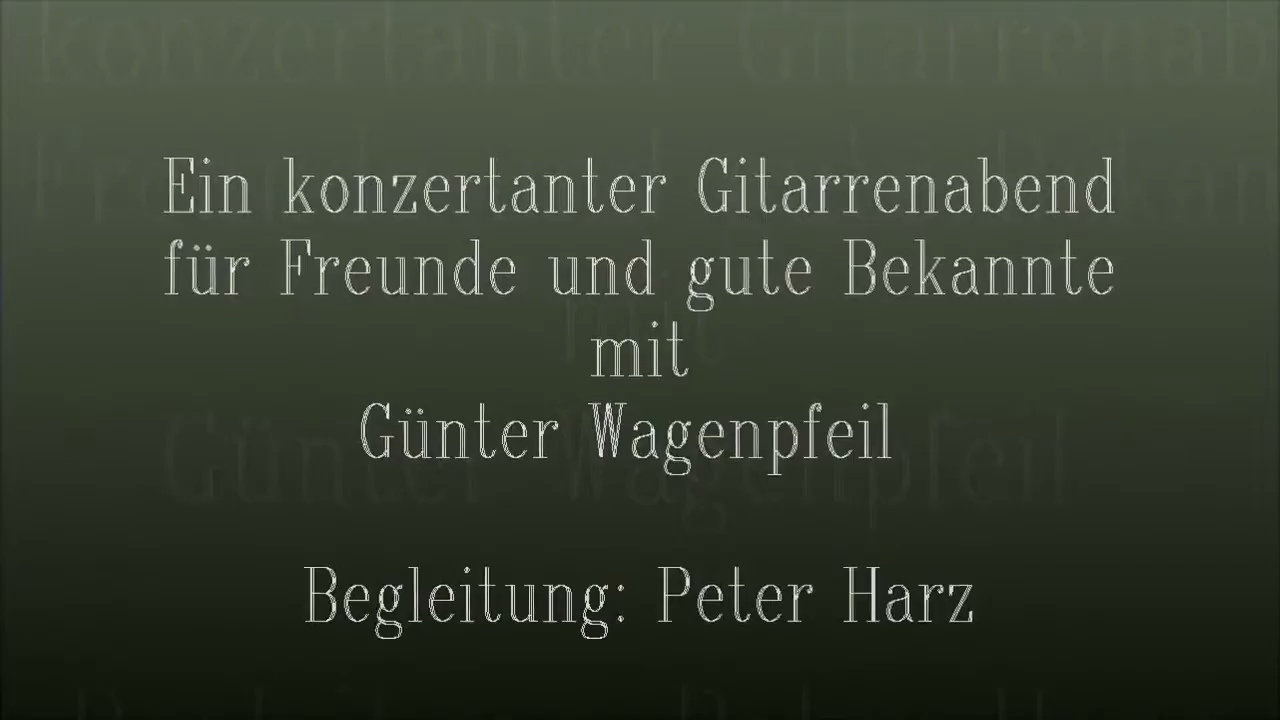 Ein konzertanter Gitarrenabend
für Freunde und gute Bekannte
mit
Günter Wagenpfeil
Begleitung: Peter Harz